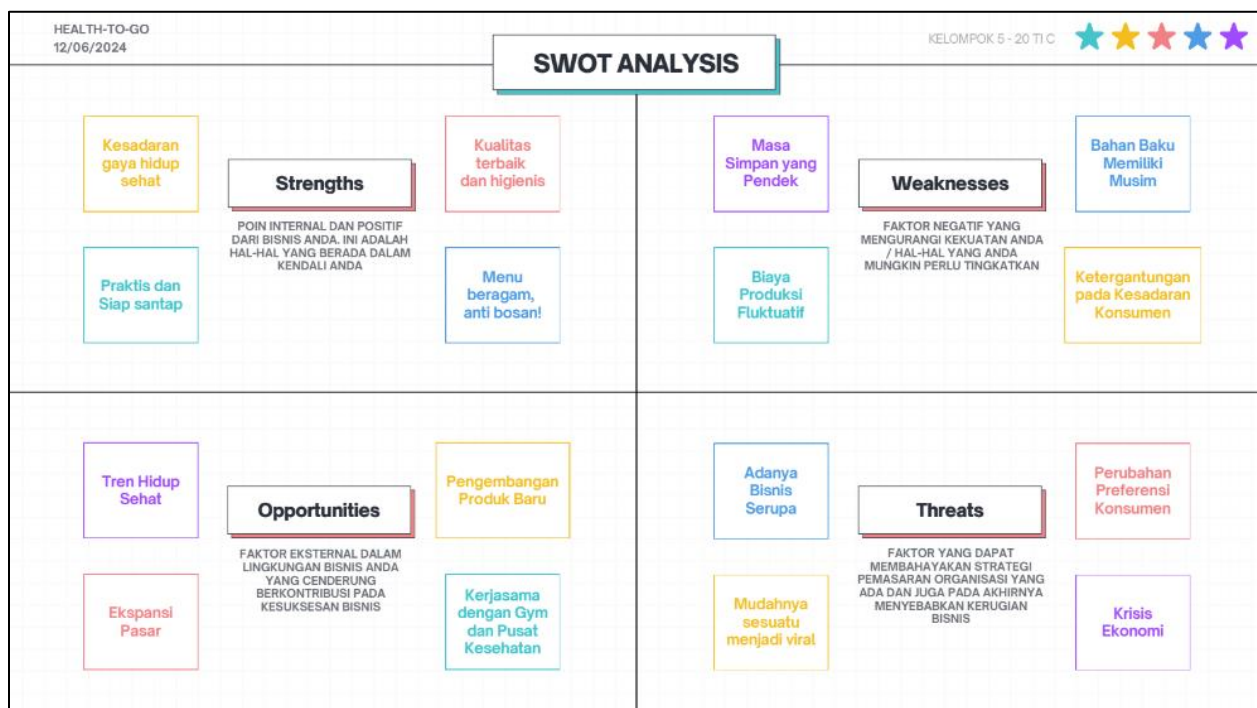 HEALTH-TO-GO
12/06/2024
KELOMPOK 5 - 20 TI C
SWOT ANALYSIS
Kesadaran
gaya hidup
sehat
Strengths
POIN INTERNAL DAN POSITIF
DARI BISNIS ANDA. INI ADALAH
HAL-HAL YANG BERADA DALAM
KENDALI ANDA
Kualitas
terbaik
dan higienis
Praktis dan
Siap santap
Menu
beragam,
anti bosan!
Masa
Simpan yang
Pendek
Weaknesses
FAKTOR NEGATIF YANG
MENGURANGI KEKUATAN ANDA
/ HAL-HAL YANG ANDA
MUNGKIN PERLU TINGKATKAN
Bahan Baku
Memiliki
Musim
Biaya
Produksi
Fluktuatif
Ketergantungan
pada Kesadaran
Konsumen
Tren Hidup
Sehat
Opportunities
FAKTOR EKSTERNAL DALAM
LINGKUNGAN BISNIS ANDA
YANG CENDERUNG
BERKONTRIBUSI PADA
KESUKSESAN BISNIS
Pengembangan
Produk Baru
Ekspansi
Pasar
Kerjasama
dengan Gym
dan Pusat
Kesehatan
Adanya
Bisnis
Serupa
Threats
FAKTOR YANG DAPAT
MEMBAHAYAKAN STRATEGI
PEMASARAN ORGANISASI YANG
ADA DAN JUGA PADA AKHIRNYA
MENYEBABKAN KERUGIAN
BISNIS
Perubahan
Preferensi
Konsumen
Mudahnya
sesuatu
menjadi viral
Krisis
Ekonomi